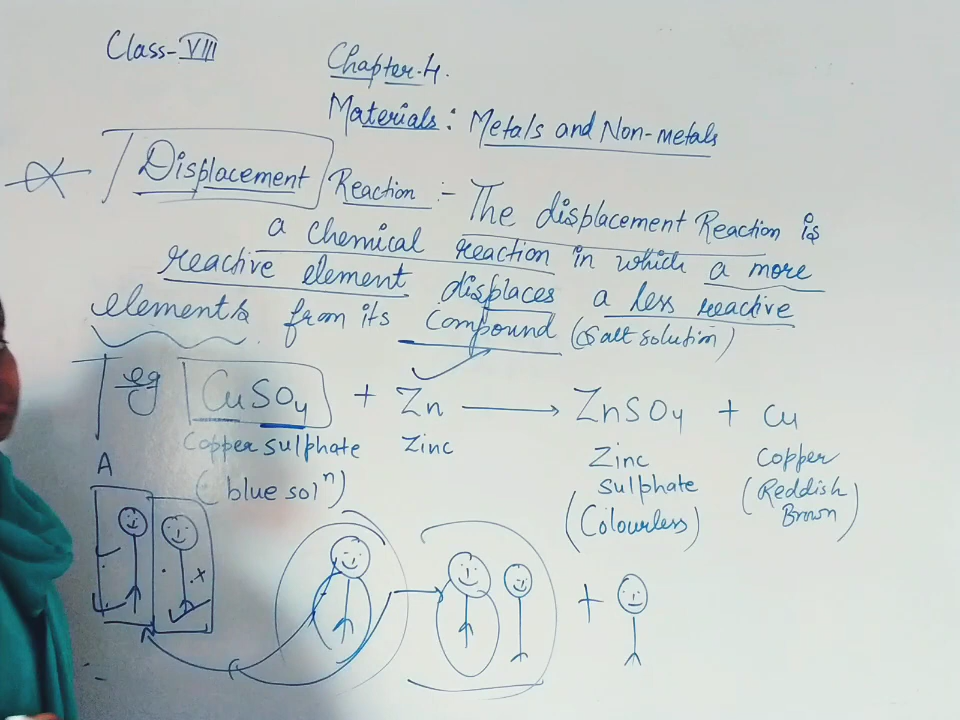 Class-VIII
Chapter-4.
Materials: Metals and Non-metals
Displacement Reaction :- The displacement Reaction is
a chemical reaction in which a more
reactive element displaces a less reactive
elements from its compound (Salt solution)
eg CuSO4 + Zn → ZnSO4 + Cu
Copper sulphate Zinc Zinc sulphate Copper
(blue solⁿ) (Colourless) (Reddish Brown)
A
+